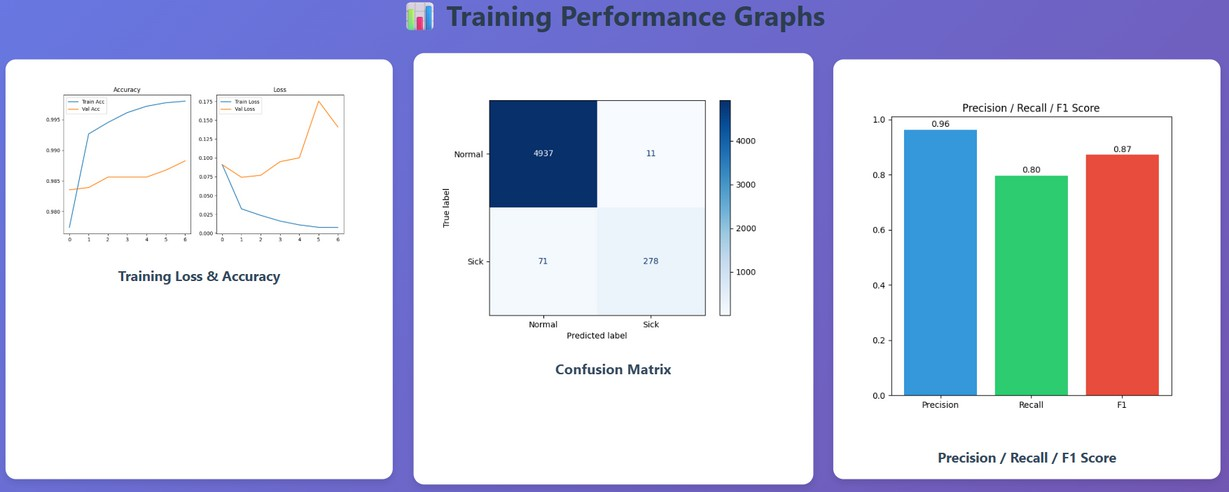 Training Performance Graphs
Accuracy
Train Acc
Val Acc
0.995
0.990
0.985
0.980
0 1 2 3 4 5 6
Loss
Train Loss
Val Loss
0.175
0.150
0.125
0.100
0.075
0.050
0.025
0.000
0 1 2 3 4 5 6
Training Loss & Accuracy
True label
Normal
4937 11
Sick
71 278
Normal Sick
Predicted label
4000
3000
2000
1000
Confusion Matrix
Precision / Recall / F1 Score
1.0
0.8
0.6
0.4
0.2
0.0
0.96
0.80
0.87
Precision Recall F1
Precision / Recall / F1 Score